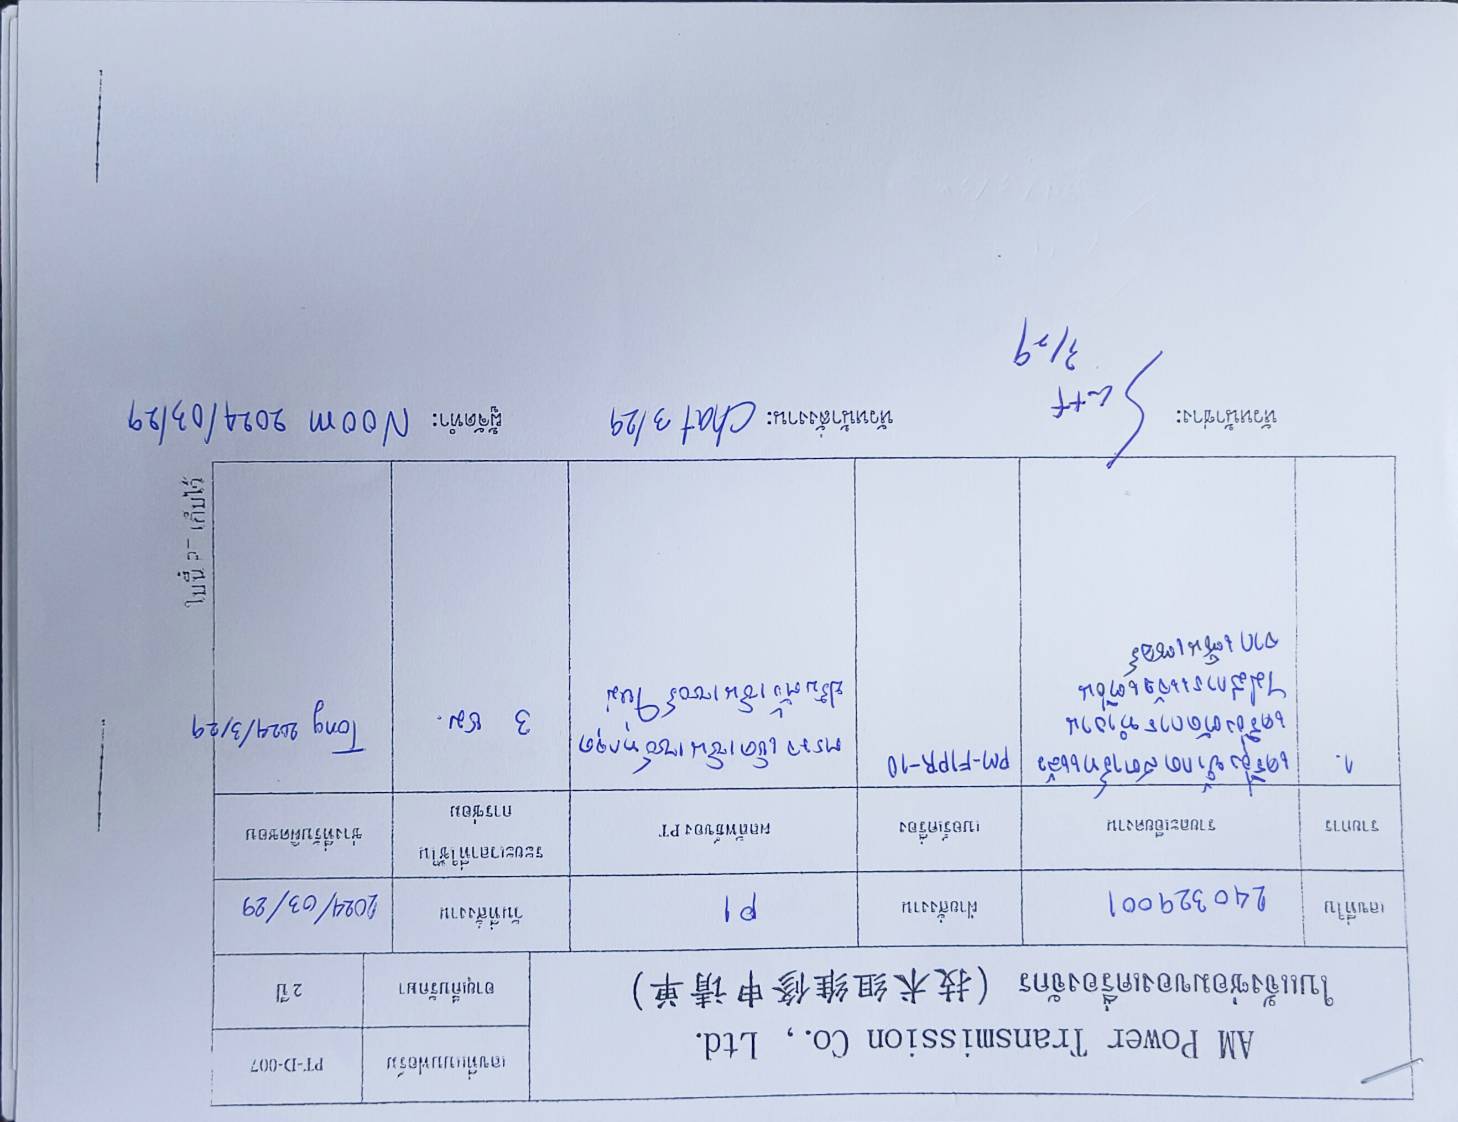 AM Power Transmission Co., Ltd.
ใบแจ้งซ่อมของเครื่องจักร (技术组维修申请单)
เลขที่แบบฟอร์ม PT-D-007
อายุเก็บรักษา 2 ปี
เลขที่ใบ 240329001 ฝ่ายสั่งงาน P1 วันที่สั่งงาน 2024/03/29
รายการ รายละเอียดงาน เบอร์เครื่อง ผลลัพธ์ของ PT ระยะเวลาที่ใช้ในการซ่อม ช่างที่รับผิดชอบ
1. เครื่องย้ำกดสตาร์ทแล้ว PM-F1PR-10 ตรวจเช็คเซินเซอร์ทุกจุด 3 ชม. Tong 2024/3/29
เครื่องตัดการทำงาน ปรับตั้งเซินเซอร์ใหม่
ไม่มีการแจ้งเตือน
จากเซ็นเซอร์
ใบนี้ PT เก็บไว้
หัวหน้าช่าง: หัวหน้าสั่งงาน: Chat 3/29 ผู้จัดทำ: Noom 2024/03/29
3/29